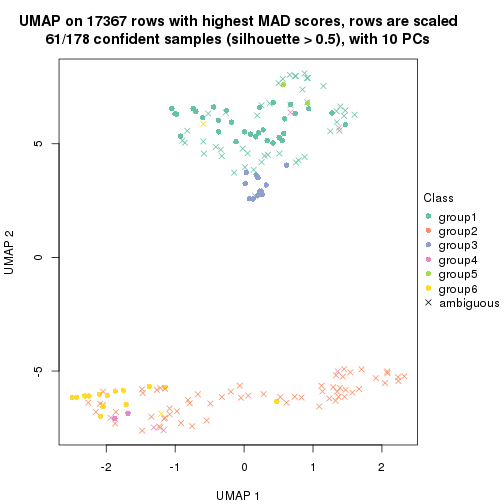 UMAP on 17367 rows with highest MAD scores, rows are scaled
61/178 confident samples (silhouette > 0.5), with 10 PCs
5
0
-5
UMAP 2
-2
-1
0
1
2
UMAP 1
Class
group1
group2
group3
group4
group5
group6
ambiguous